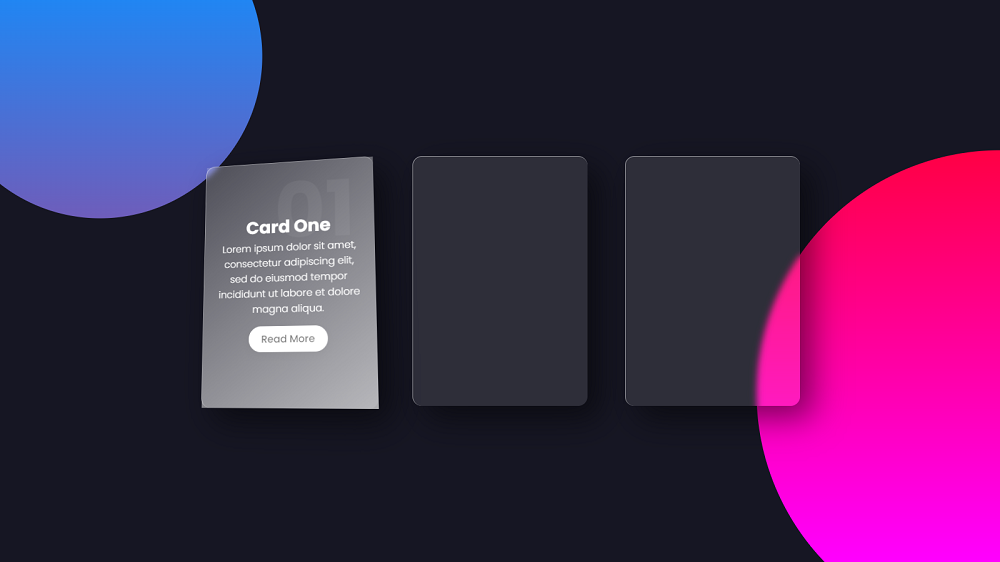 01
Card One
Lorem ipsum dolor sit amet,
consectetur adipiscing elit,
sed do eiusmod tempor
incididunt ut labore et dolore
magna aliqua.
Read More